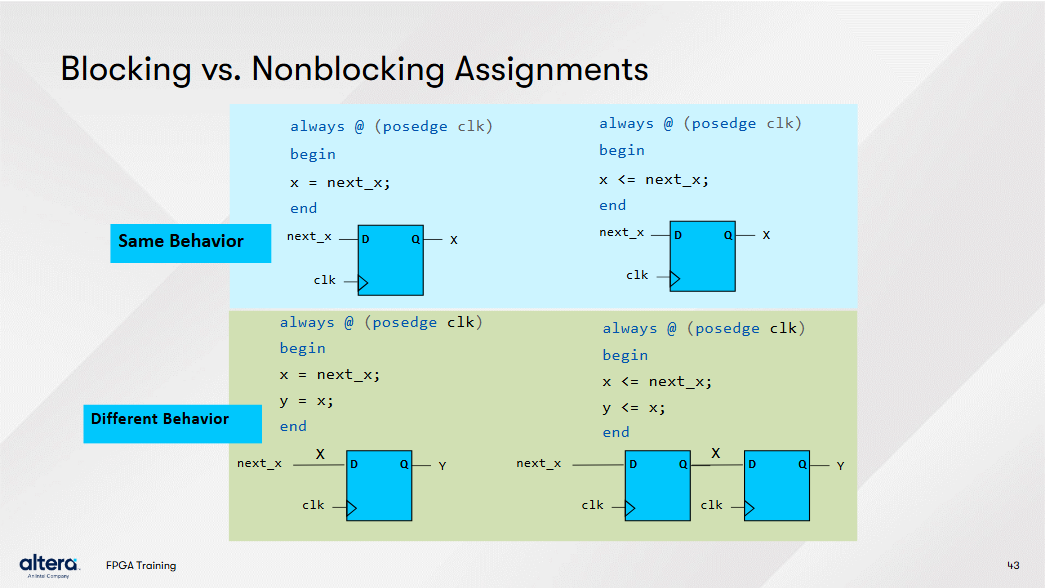 Blocking vs. Nonblocking Assignments
always @ (posedge clk)
begin
x = next_x;
end
next_x
D
Q
X
clk
always @ (posedge clk)
begin
x <= next_x;
end
next_x
D
Q
X
clk
Same Behavior
always @ (posedge clk)
begin
x = next_x;
y = x;
end
next_x
X
D
Q
Y
clk
always @ (posedge clk)
begin
x <= next_x;
y <= x;
end
next_x
D
Q
X
D
Q
Y
clk
clk
Different Behavior
altera.
An Intel Company
FPGA Training
43